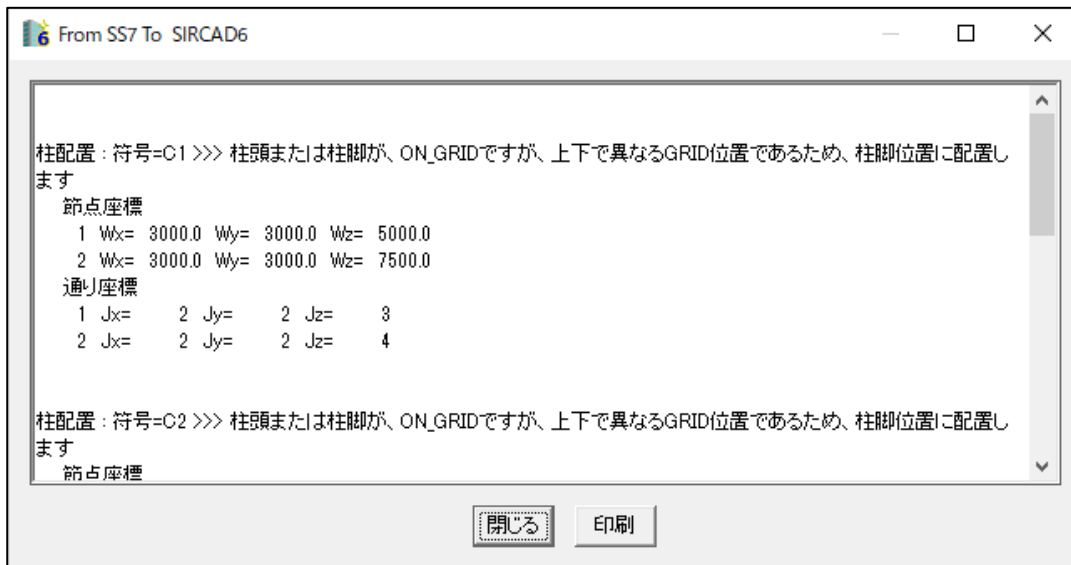 From SS7 To SIRCAD6
柱配置：符号=C1 >>> 柱頭または柱脚が、ON_GRIDですが、上下で異なるGRID位置であるため、柱脚位置に配置し
ます
節点座標
1 Wx= 3000.0 Wy= 3000.0 Wz= 5000.0
2 Wx= 3000.0 Wy= 3000.0 Wz= 7500.0
通り座標
1 Jx= 2 Jy= 2 Jz= 3
2 Jx= 2 Jy= 2 Jz= 4
柱配置：符号=C2 >>> 柱頭または柱脚が、ON_GRIDですが、上下で異なるGRID位置であるため、柱脚位置に配置し
ます
節点座標
閉じる 印刷